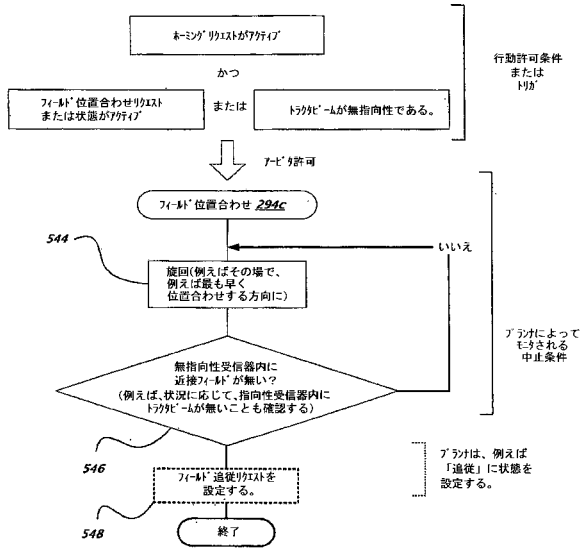 ホーミングリクエストがアクティブ
かつ
フィールド位置合わせリクエスト
または状態がアクティブ
または
トラクタビームが無指向性である。
行動許可条件
または
トリガ
アービタ許可
フィールド位置合わせ 294c
544
いいえ
旋回(例えばその場で、
例えば最も早く
位置合わせする方向に)
プランナによって
モニタされる
中止条件
無指向性受信器内に
近接フィールドが無い?
(例えば、状況に応じて、指向性受信器内に
トラクタビームが無いことも確認する)
546
フィールド追従リクエストを
設定する。
プランナは、例えば
「追従」に状態を
設定する。
548
終了